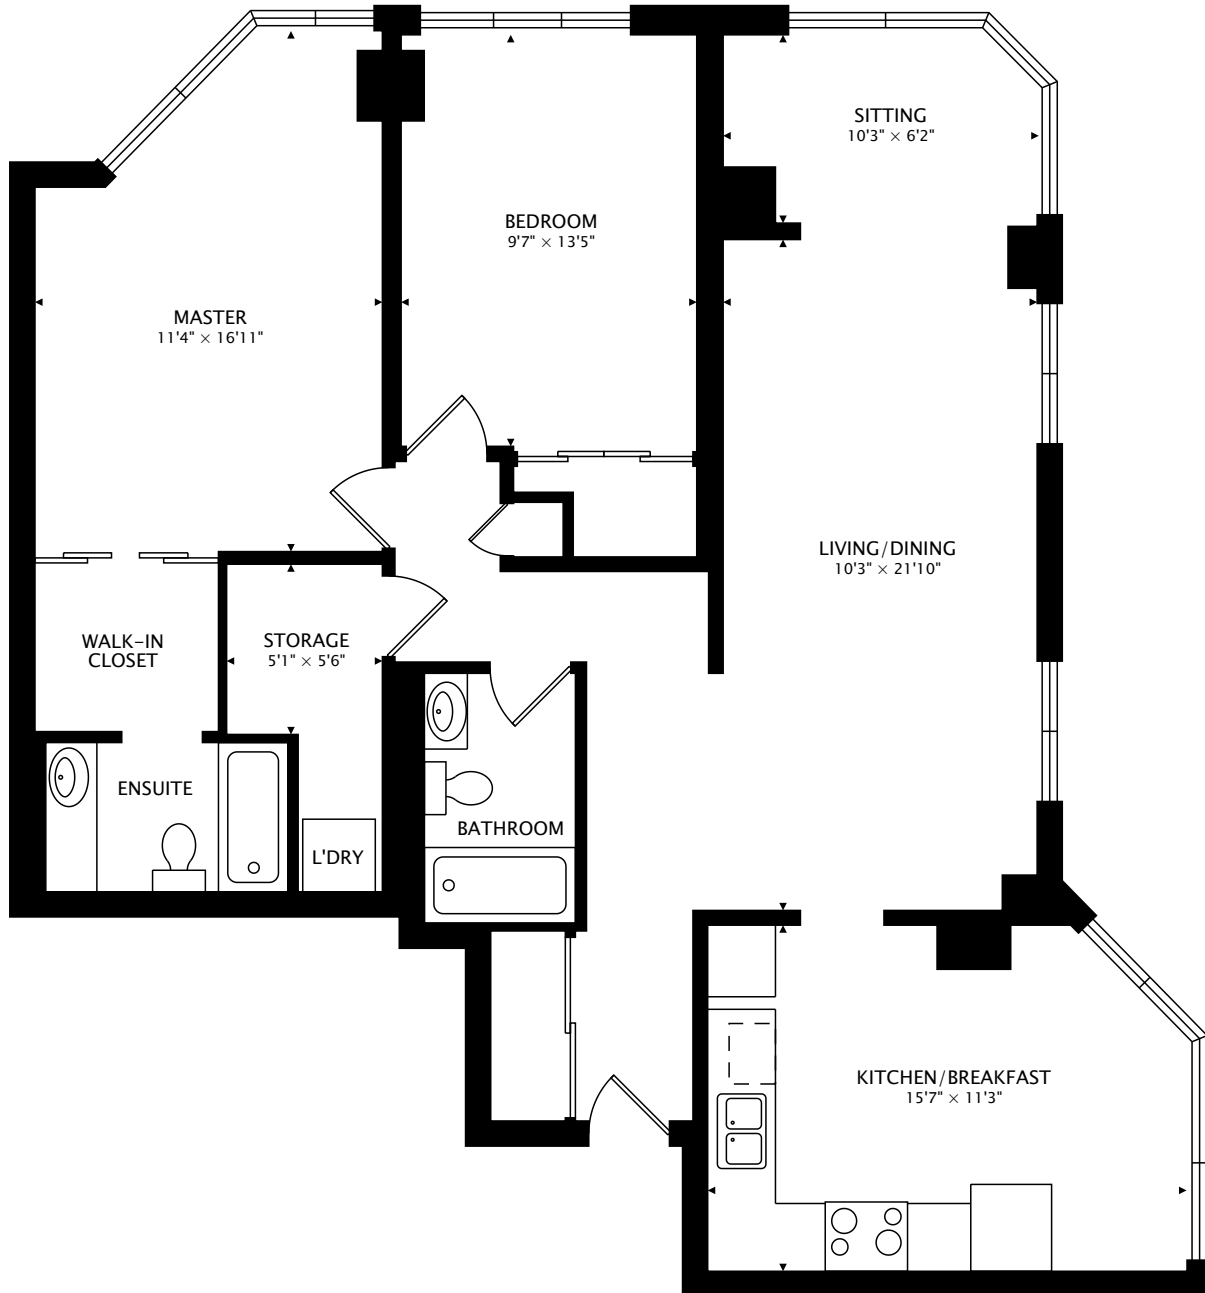 SITTING
10'3" × 6'2"
BEDROOM
9'7" × 13'5"
MASTER
11'4" × 16'11"
LIVING/DINING
10'3" × 21'10"
WALK-IN
CLOSET
STORAGE
5'1" × 5'6"
ENSUITE
L'DRY
BATHROOM
KITCHEN/BREAKFAST
15'7" × 11'3"